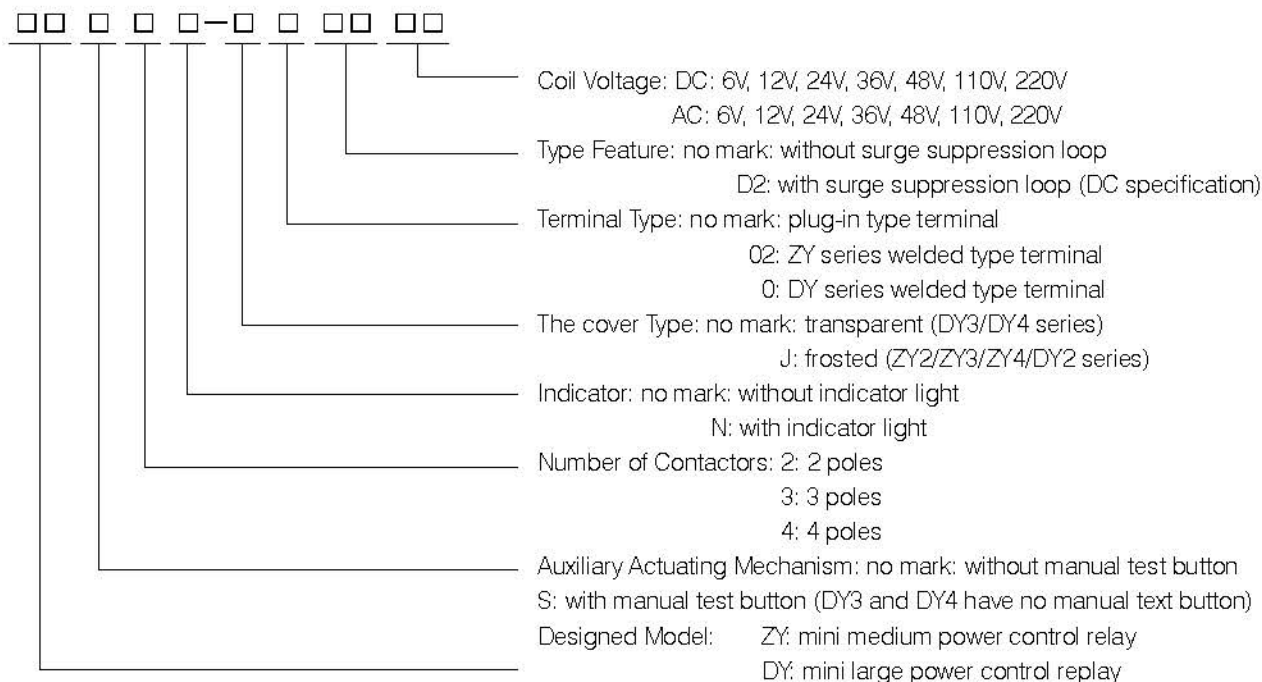 □□ □ □ □-□ □ □□ □□
Coil Voltage: DC: 6V, 12V, 24V, 36V, 48V, 110V, 220V
AC: 6V, 12V, 24V, 36V, 48V, 110V, 220V
Type Feature: no mark: without surge suppression loop
D2: with surge suppression loop (DC specification)
Terminal Type: no mark: plug-in type terminal
02: ZY series welded type terminal
0: DY series welded type terminal
The cover Type: no mark: transparent (DY3/DY4 series)
J: frosted (ZY2/ZY3/ZY4/DY2 series)
Indicator: no mark: without indicator light
N: with indicator light
Number of Contactors: 2: 2 poles
3: 3 poles
4: 4 poles
Auxiliary Actuating Mechanism: no mark: without manual test button
S: with manual test button (DY3 and DY4 have no manual text button)
Designed Model: ZY: mini medium power control relay
DY: mini large power control replay